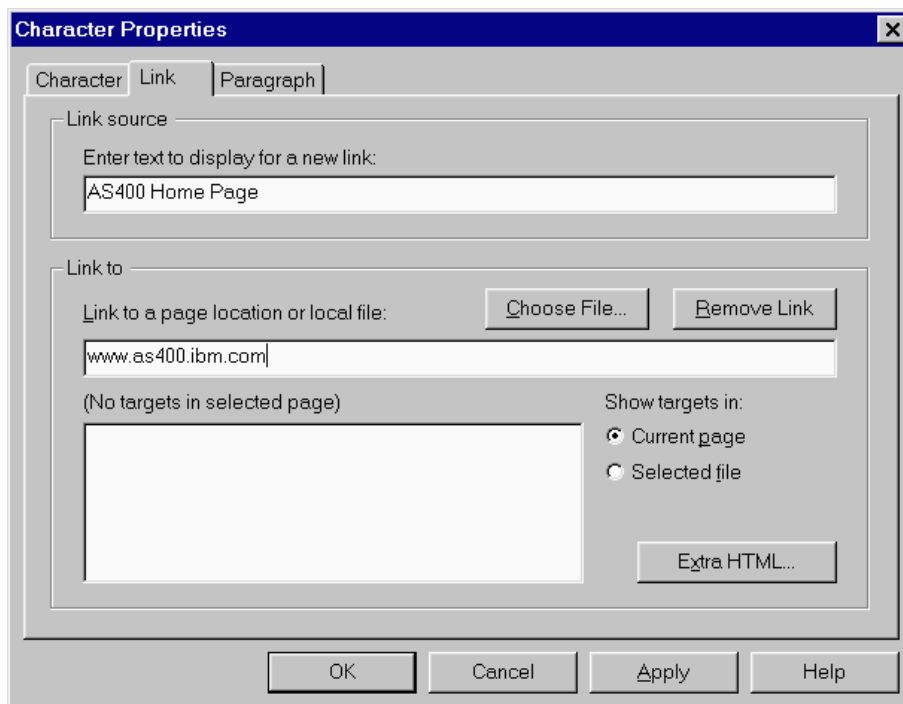 Character Properties
Character Link Paragraph
Link source
Enter text to display for a new link:
AS400 Home Page
Link to
Link to a page location or local file:
Choose File...
Remove Link
www.as400.ibm.com
(No targets in selected page)
Show targets in:
Current page
Selected file
Extra HTML...
OK Cancel Apply Help